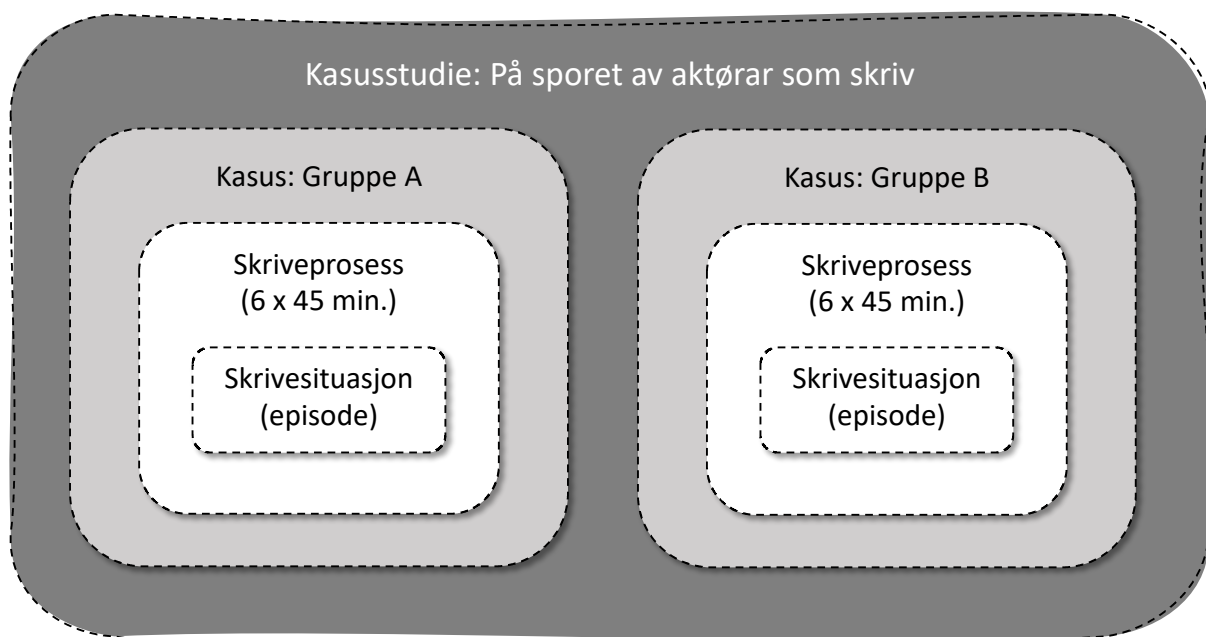 Kasusstudie: På sporet av aktørar som skriv
Kasus: Gruppe A
Skriveprosess
(6 x 45 min.)
Skrivesituasjon
(episode)
Kasus: Gruppe B
Skriveprosess
(6 x 45 min.)
Skrivesituasjon
(episode)